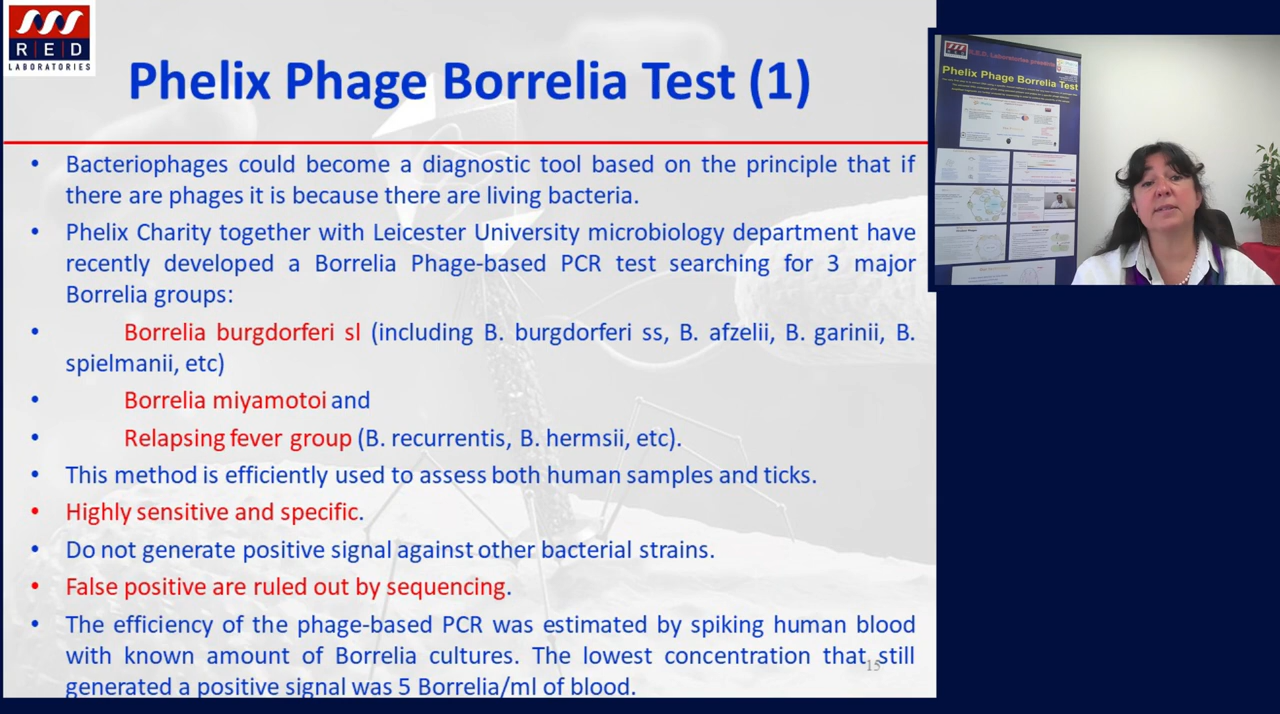 R|E|D
LABORATORIES
Phelix Phage Borrelia Test (1)
• Bacteriophages could become a diagnostic tool based on the principle that if
there are phages it is because there are living bacteria.
• Phelix Charity together with Leicester University microbiology department have
recently developed a Borrelia Phage-based PCR test searching for 3 major
Borrelia groups:
• Borrelia burgdorferi sl (including B. burgdorferi ss, B. afzelii, B. garinii, B.
spielmanii, etc)
• Borrelia miyamotoi and
• Relapsing fever group (B. recurrentis, B. hermsii, etc).
• This method is efficiently used to assess both human samples and ticks.
• Highly sensitive and specific.
• Do not generate positive signal against other bacterial strains.
• False positive are ruled out by sequencing.
• The efficiency of the phage-based PCR was estimated by spiking human blood
with known amount of Borrelia cultures. The lowest concentration that still
generated a positive signal was 5 Borrelia/ml of blood.
15
Phelix Phage Borrelia Test